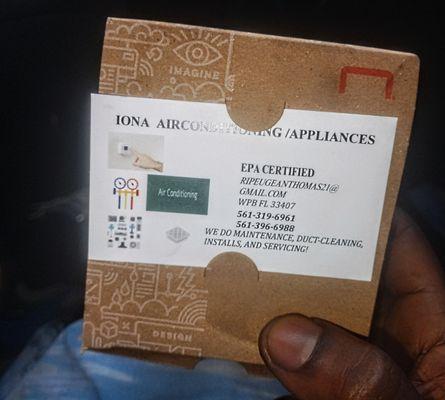 IMAGINE
IONA AIRCONDITIONING /APPLIANCES
EPA CERTIFIED
RIPEUGEANTHOMAS21@
GMAIL.COM
WPB FL 33407
561-319-6961
561-396-6988
WE DO MAINTENANCE, DUCT-CLEANING,
INSTALLS, AND SERVICING!
Air Conditioning
DESIGN